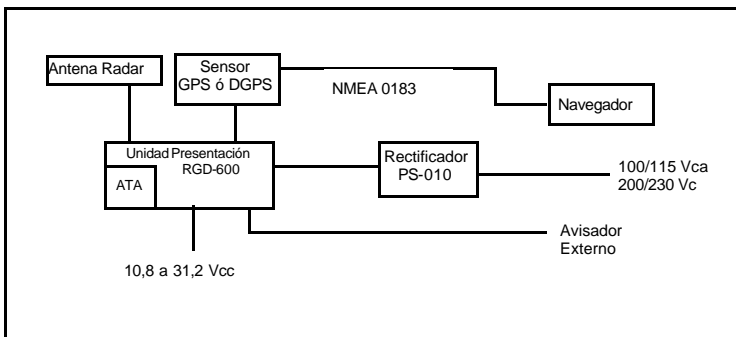 Antena Radar
Sensor
GPS ó DGPS
NMEA 0183
Navegador
Unidad Presentación
RGD-600
ATA
Rectificador
PS-010
100/115 Vca
200/230 Vc
Avisador
Externo
10,8 a 31,2 Vcc